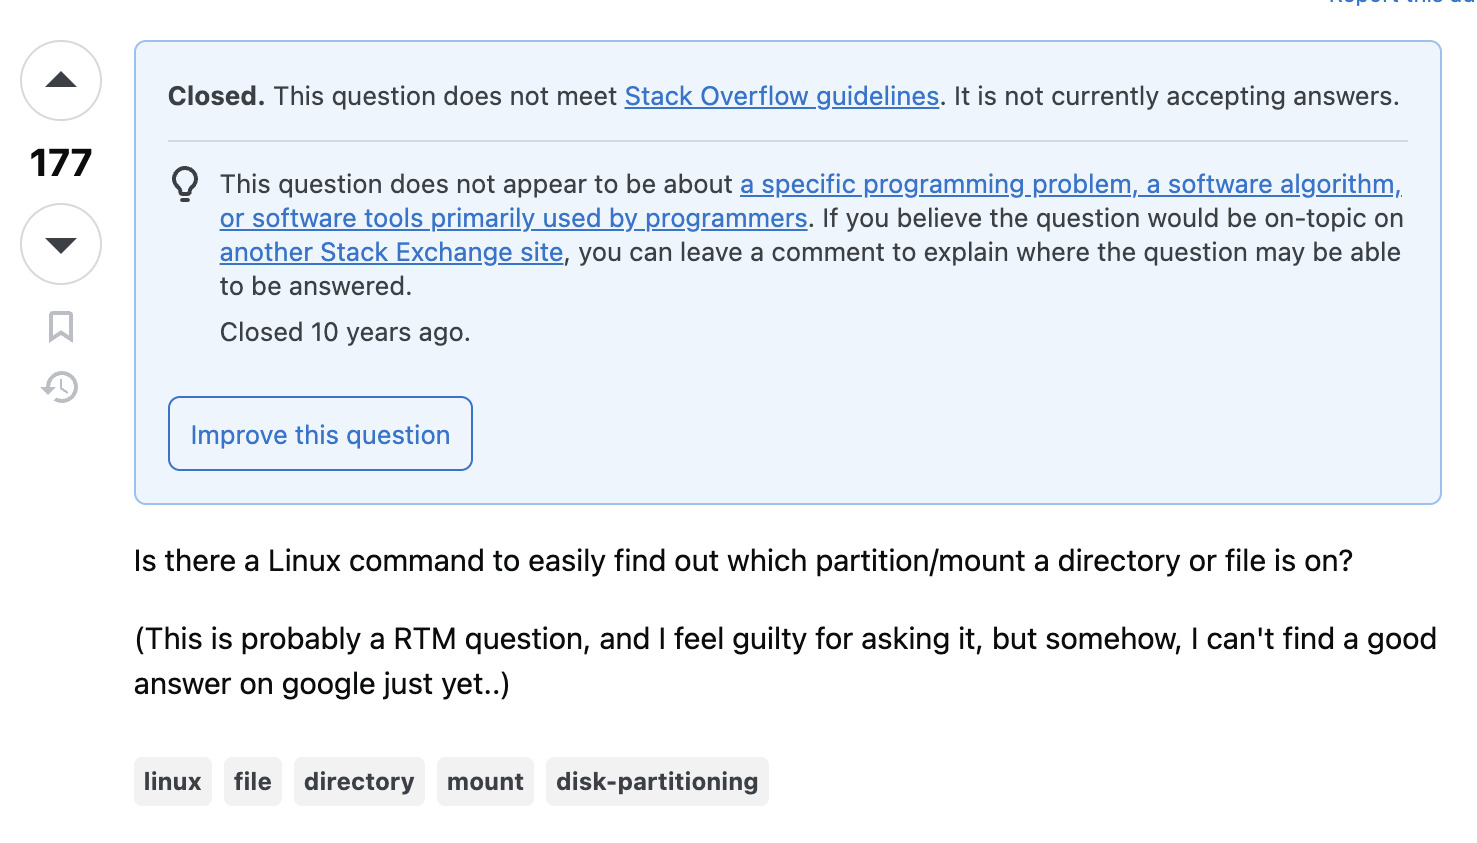 Closed. This question does not meet Stack Overflow guidelines. It is not currently accepting answers.
177
This question does not appear to be about a specific programming problem, a software algorithm,
or software tools primarily used by programmers. If you believe the question would be on-topic on
another Stack Exchange site, you can leave a comment to explain where the question may be able
to be answered.
Closed 10 years ago.
Improve this question
Is there a Linux command to easily find out which partition/mount a directory or file is on?
(This is probably a RTM question, and I feel guilty for asking it, but somehow, I can't find a good
answer on google just yet..)
linux file directory mount disk-partitioning